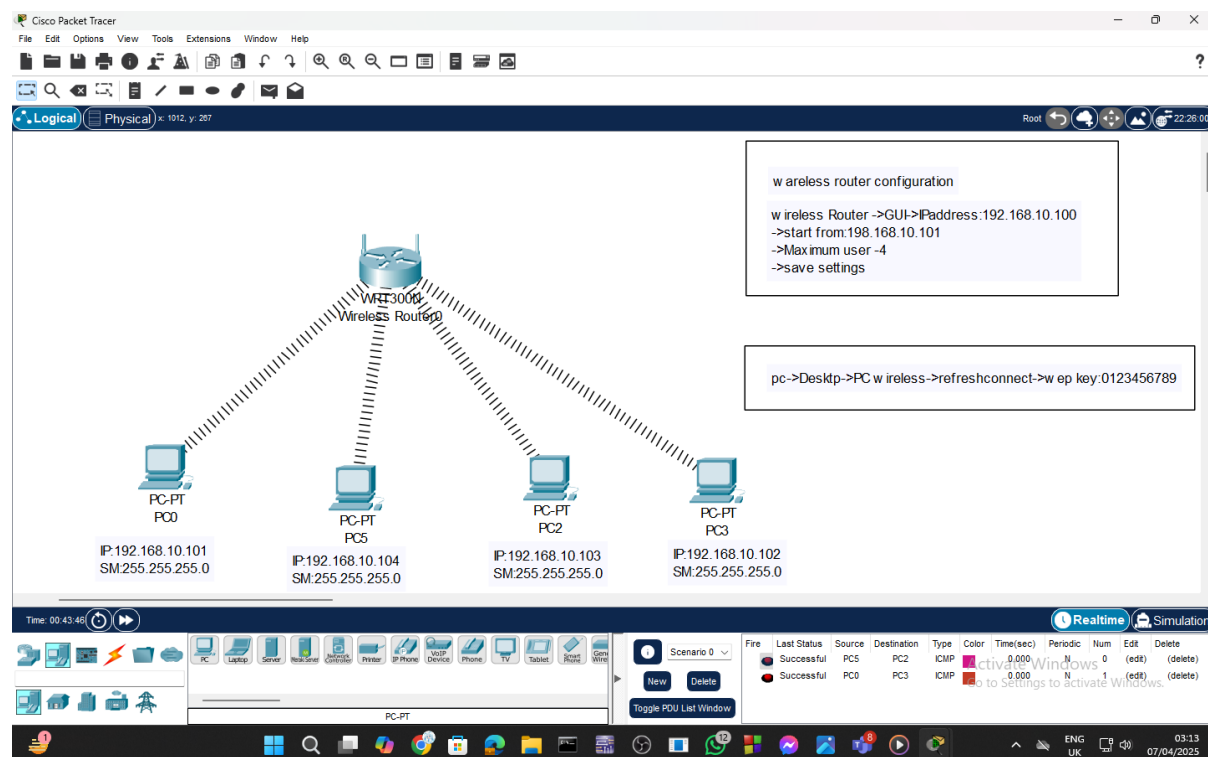 Cisco Packet Tracer
File Edit Options View Tools Extensions Window Help
?
Logical Physical x: 1012, y: 267 Root 22:26:00
w areless router configuration
w ireless Router ->GUI->IPaddress:192.168.10.100
->start from:198.168.10.101
->Maximum user -4
->save settings
WRT300N
Wireless Router0
pc->Desktp->PC w ireless->refreshconnect->w ep key:0123456789
PC-PT
PC0
IP:192.168.10.101
SM:255.255.255.0
PC-PT
PC5
IP:192.168.10.104
SM:255.255.255.0
PC-PT
PC2
IP:192.168.10.103
SM:255.255.255.0
PC-PT
PC3
IP:192.168.10.102
SM:255.255.255.0
Time: 00:43:46 Realtime Simulation
PC Laptop Server Printer IP Phone VoIP Device Phone TV Tablet Smart Phone
PC-PT
Scenario 0
New Delete
Toggle PDU List Window
Fire Last Status Source Destination Type Color Time(sec) Periodic Num Edit Delete
Successful PC5 PC2 ICMP 0.000 N 0 (edit) (delete)
Successful PC0 PC3 ICMP 0.000 N 1 (edit) (delete)
Activate Windows
Go to Settings to activate Windows.
1
12
8
ENG
UK
03:13
07/04/2025